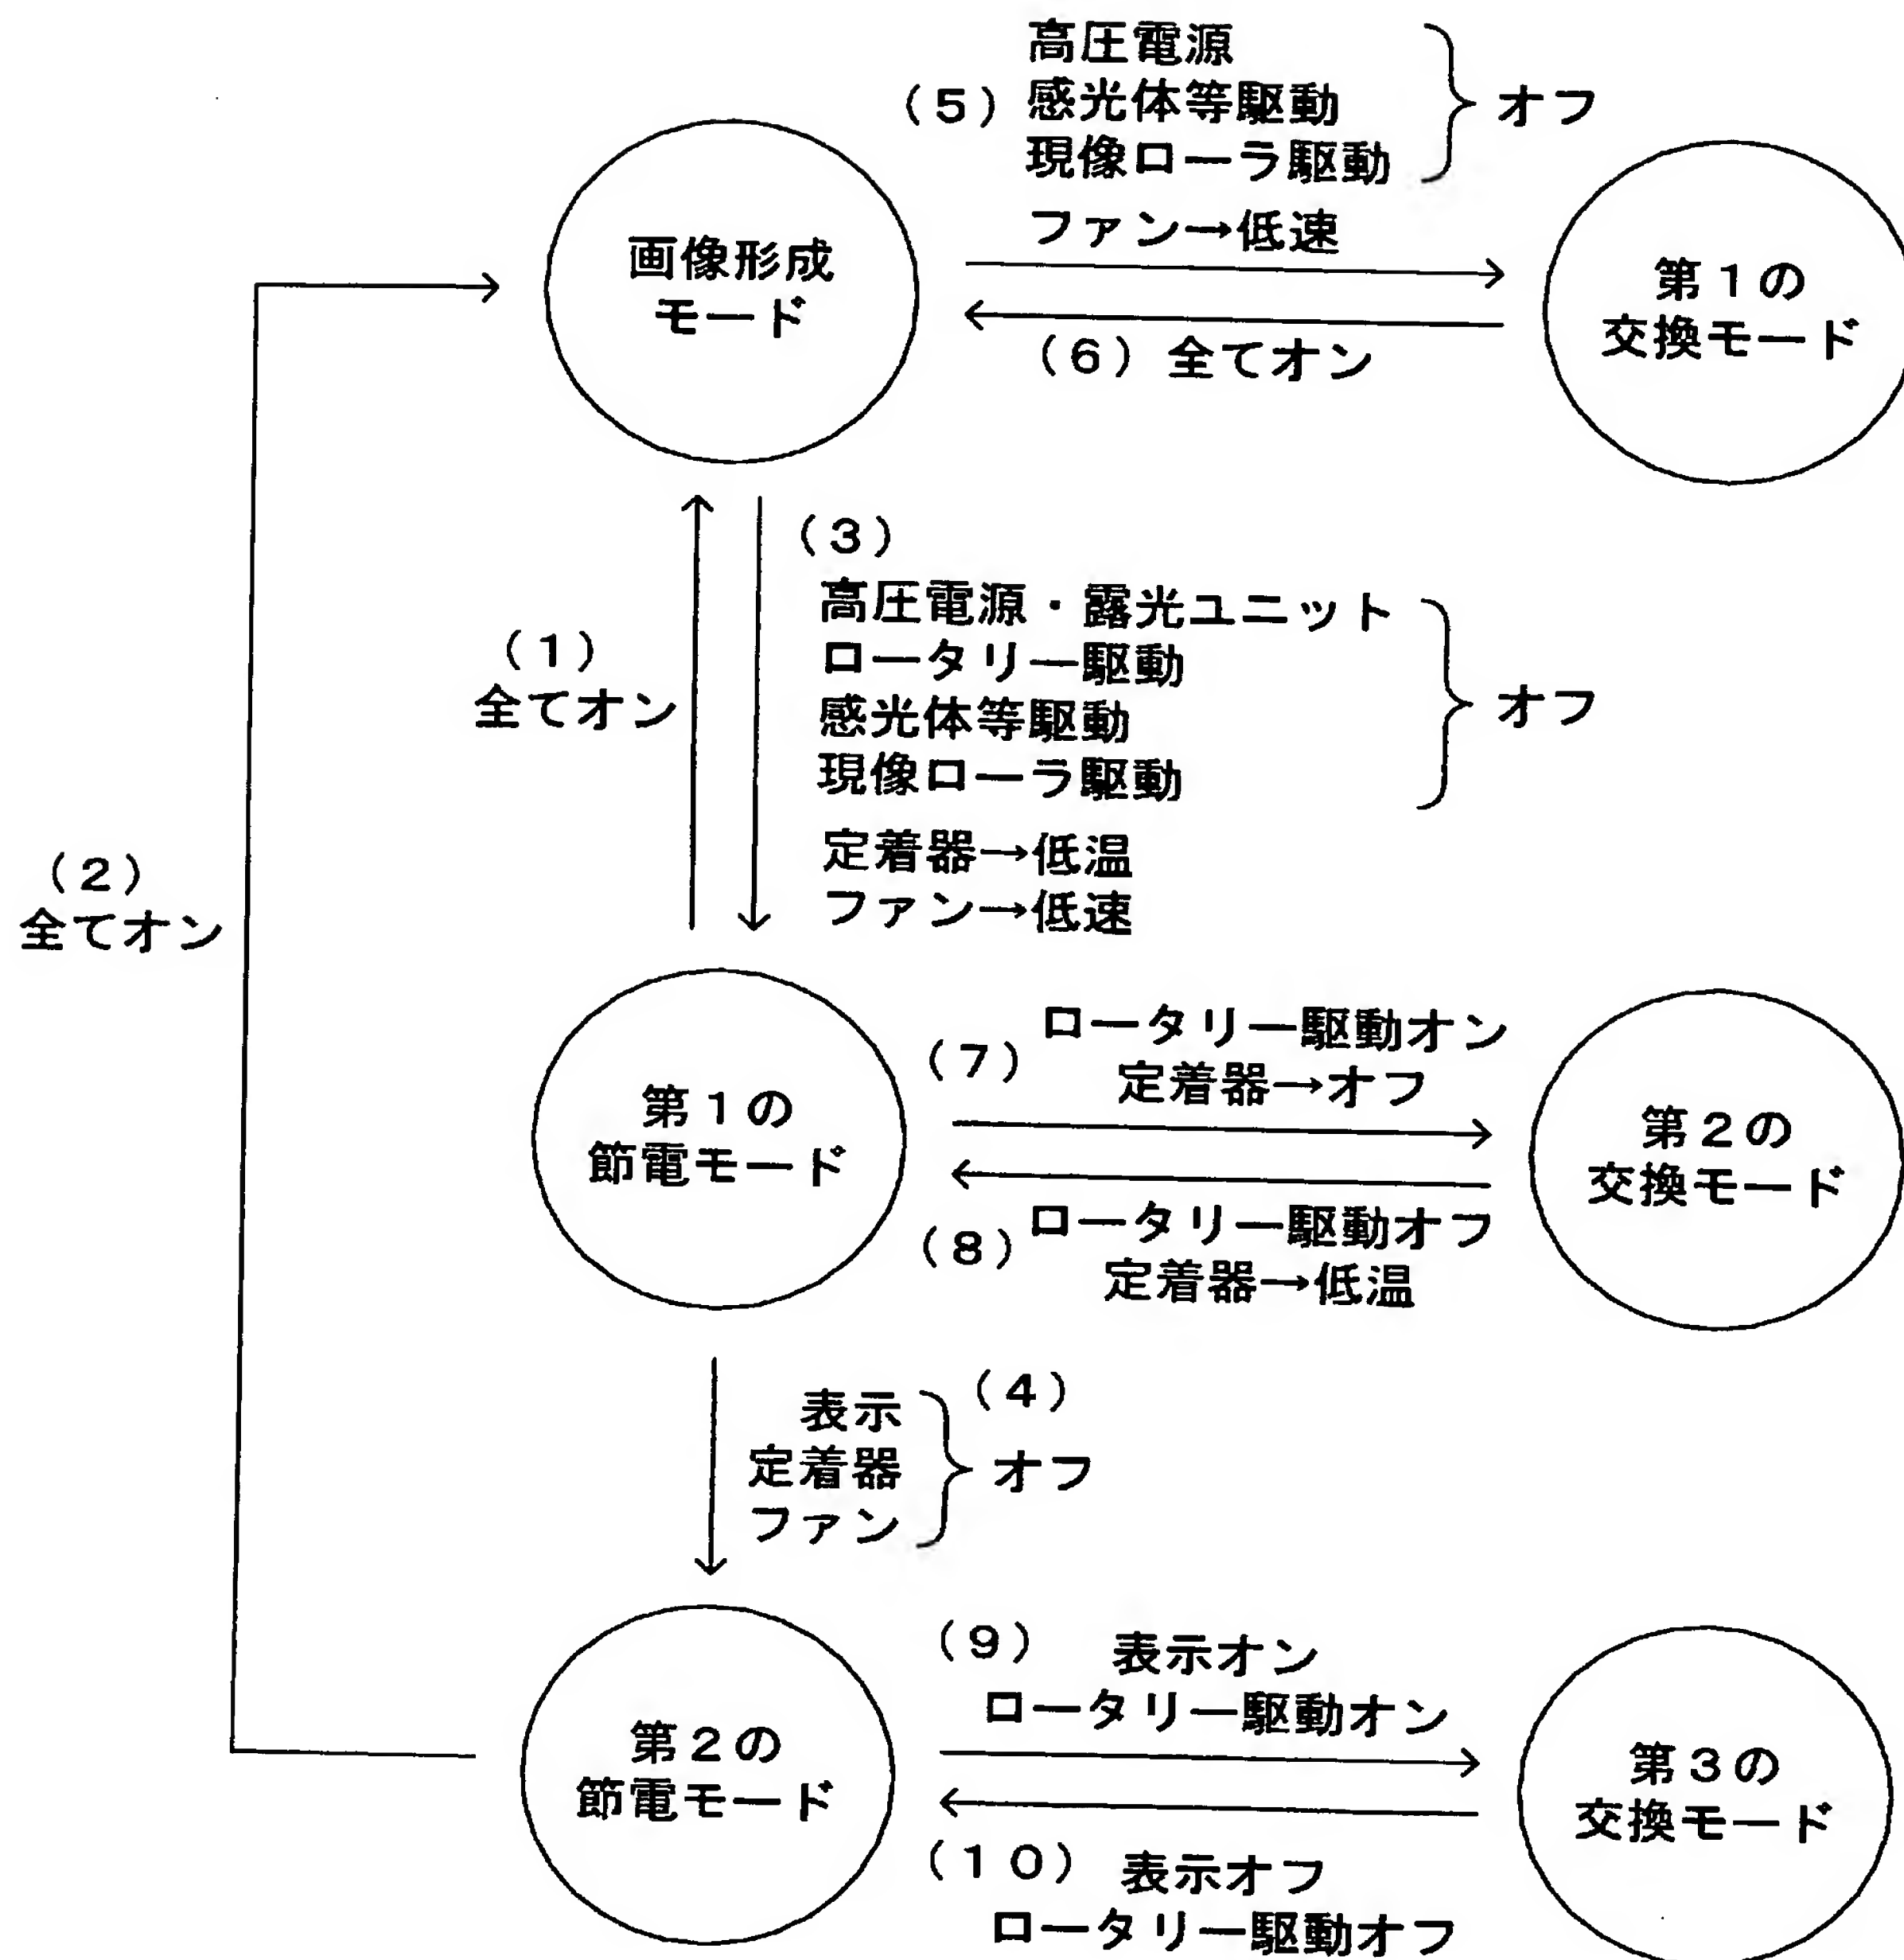 高圧電源
(5) 感光体等駆動
現像ローラ駆動
オフ
ファン→低速
画像形成
モード
第1の
交換モード
(6) 全てオン
(3)
高圧電源・露光ユニット
ロータリー駆動
感光体等駆動
現像ローラ駆動
オフ
定着器→低温
ファン→低速
(1)
全てオン
(2)
全てオン
(7)
ロータリー駆動オン
定着器→オフ
第1の
節電モード
第2の
交換モード
(8)
ロータリー駆動オフ
定着器→低温
(4)
表示
定着器
ファン
オフ
(9) 表示オン
ロータリー駆動オン
第2の
節電モード
第3の
交換モード
(10) 表示オフ
ロータリー駆動オフ